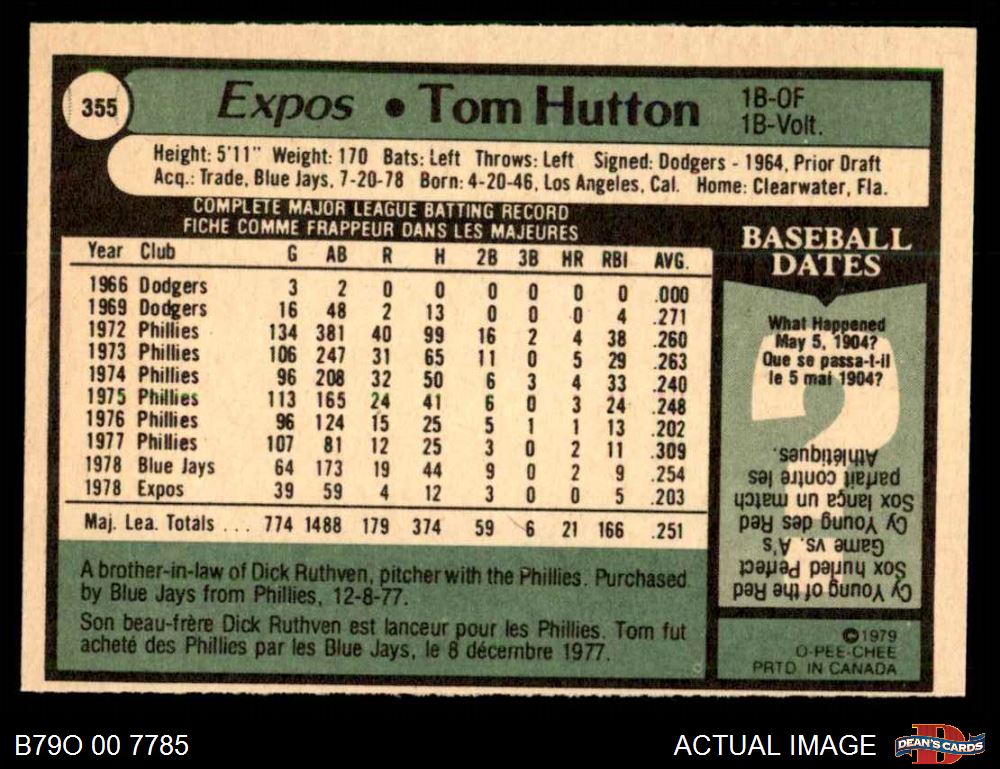 355
Expos • Tom Hutton
1B-OF
1B-Volt.
Height: 5'11" Weight: 170 Bats: Left Throws: Left Signed: Dodgers - 1964, Prior Draft
Acq.: Trade, Blue Jays, 7-20-78 Born: 4-20-46, Los Angeles, Cal. Home: Clearwater, Fla.
COMPLETE MAJOR LEAGUE BATTING RECORD
FICHE COMME FRAPPEUR DANS LES MAJEURES
Year Club G AB R H 2B 3B HR RBI AVG.
1966 Dodgers 3 2 0 0 0 0 0 0 .000
1969 Dodgers 16 48 2 13 0 0 0 4 .271
1972 Phillies 134 381 40 99 16 2 4 38 .260
1973 Phillies 106 247 31 65 11 0 5 29 .263
1974 Phillies 96 208 32 50 6 3 4 33 .240
1975 Phillies 113 165 24 41 6 0 3 24 .248
1976 Phillies 96 124 15 25 5 1 1 13 .202
1977 Phillies 107 81 12 25 3 0 2 11 .309
1978 Blue Jays 64 173 19 44 9 0 2 9 .254
1978 Expos 39 59 4 12 3 0 0 5 .203
Maj. Lea. Totals ... 774 1488 179 374 59 6 21 166 .251
A brother-in-law of Dick Ruthven, pitcher with the Phillies. Purchased
by Blue Jays from Phillies, 12-8-77.
Son beau-frère Dick Ruthven est lanceur pour les Phillies. Tom fut
acheté des Phillies par les Blue Jays, le 8 décembre 1977.
BASEBALL
DATES
What Happened
May 5, 1904?
Que se passa-t-il
le 5 mai 1904?
Cy Young of the Red
Sox hurled Perfect
Game vs. A's.
Cy Young des Red
Sox lança un match
parfait contre les
Athlétiques.
©1979
O-PEE-CHEE
PRTD. IN CANADA
B79O 00 7785
ACTUAL IMAGE
D
DEAN'S CARDS